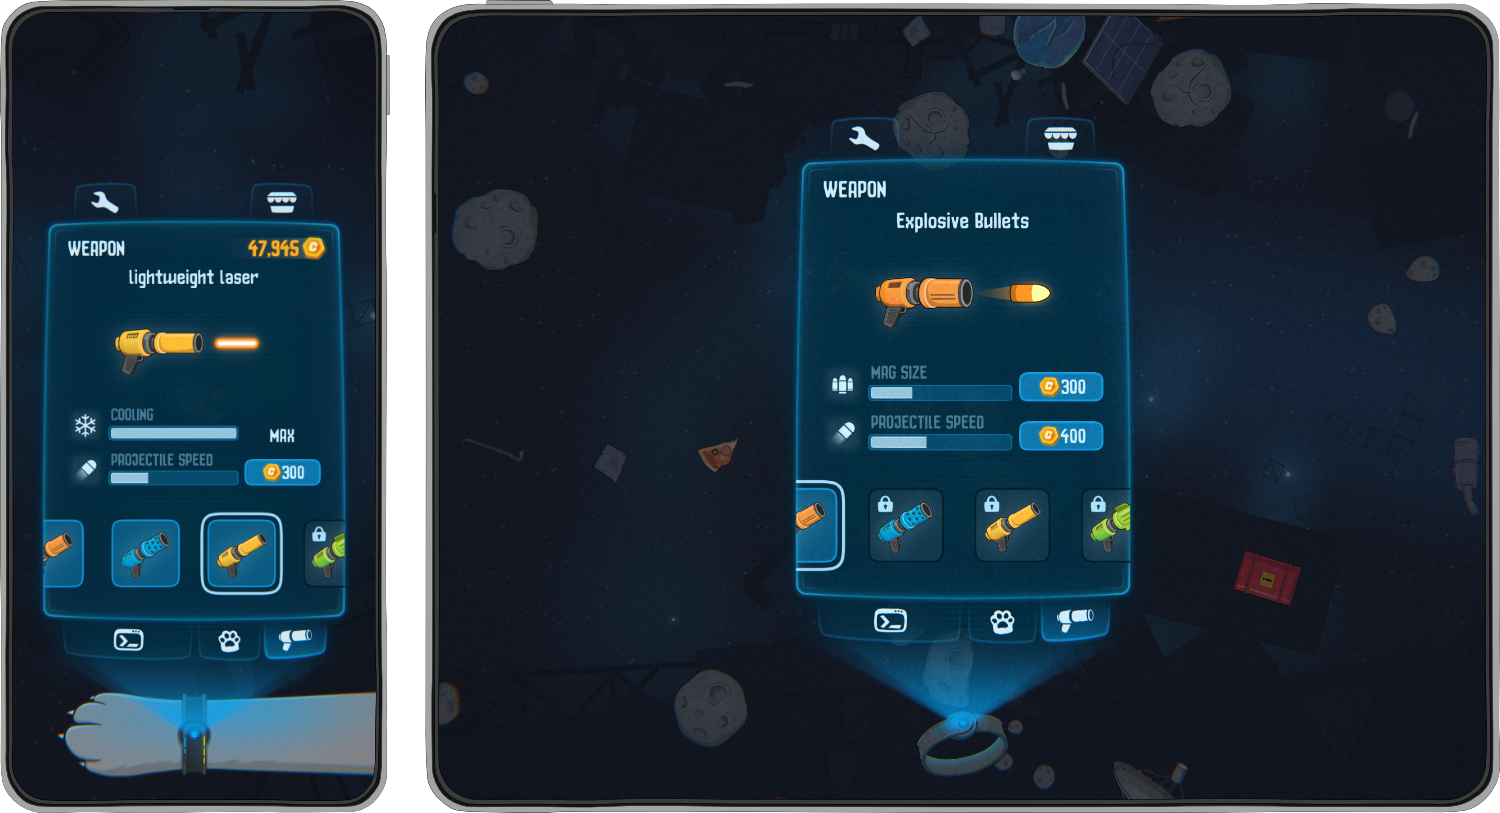 WEAPON
47,945
lightweight laser
COOLING
MAX
PROJECTILE SPEED
300
WEAPON
Explosive Bullets
MAG SIZE
300
PROJECTILE SPEED
400